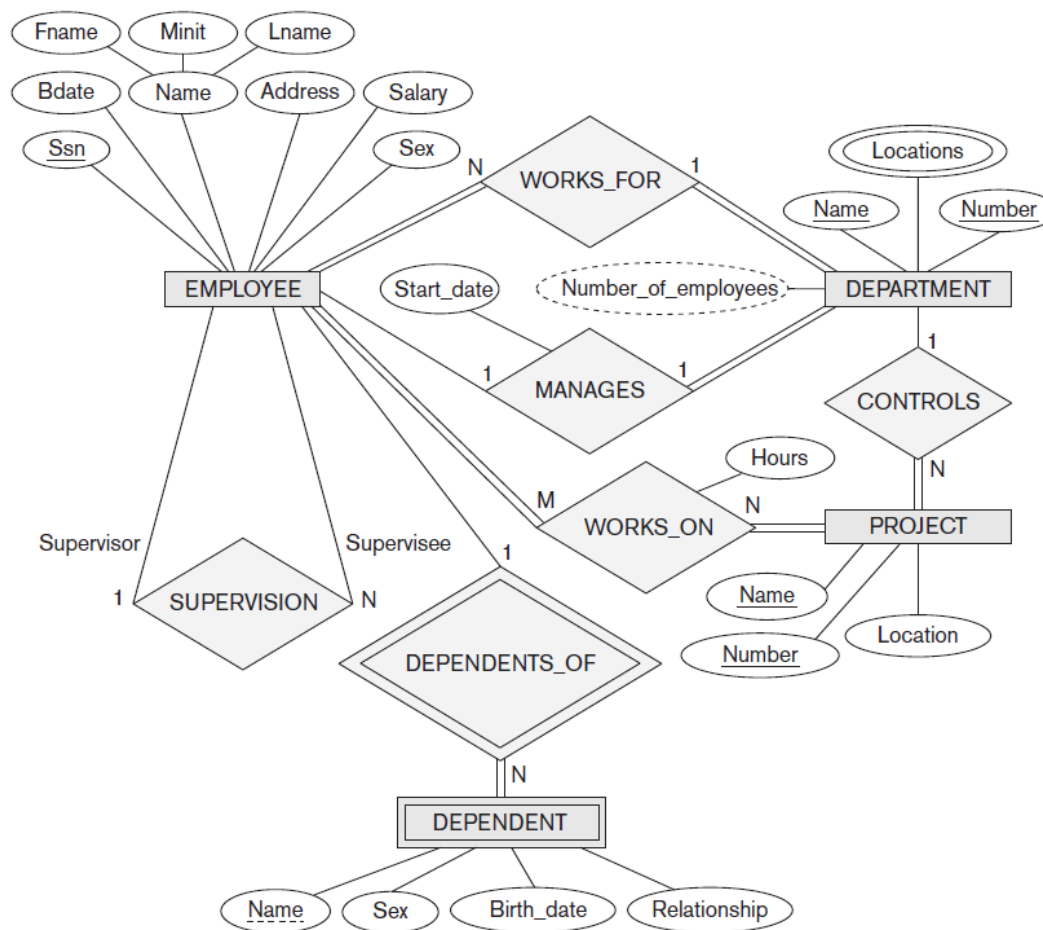 Fname
Minit
Lname
Bdate
Name
Address
Salary
Ssn
Sex
N
WORKS_FOR
1
Locations
Name
Number
EMPLOYEE
Start_date
Number_of_employees
DEPARTMENT
1
MANAGES
1
1
CONTROLS
N
Hours
M
WORKS_ON
N
PROJECT
Supervisor
Supervisee
1
1
SUPERVISION
N
Name
Number
Location
DEPENDENTS_OF
N
DEPENDENT
Name
Sex
Birth_date
Relationship